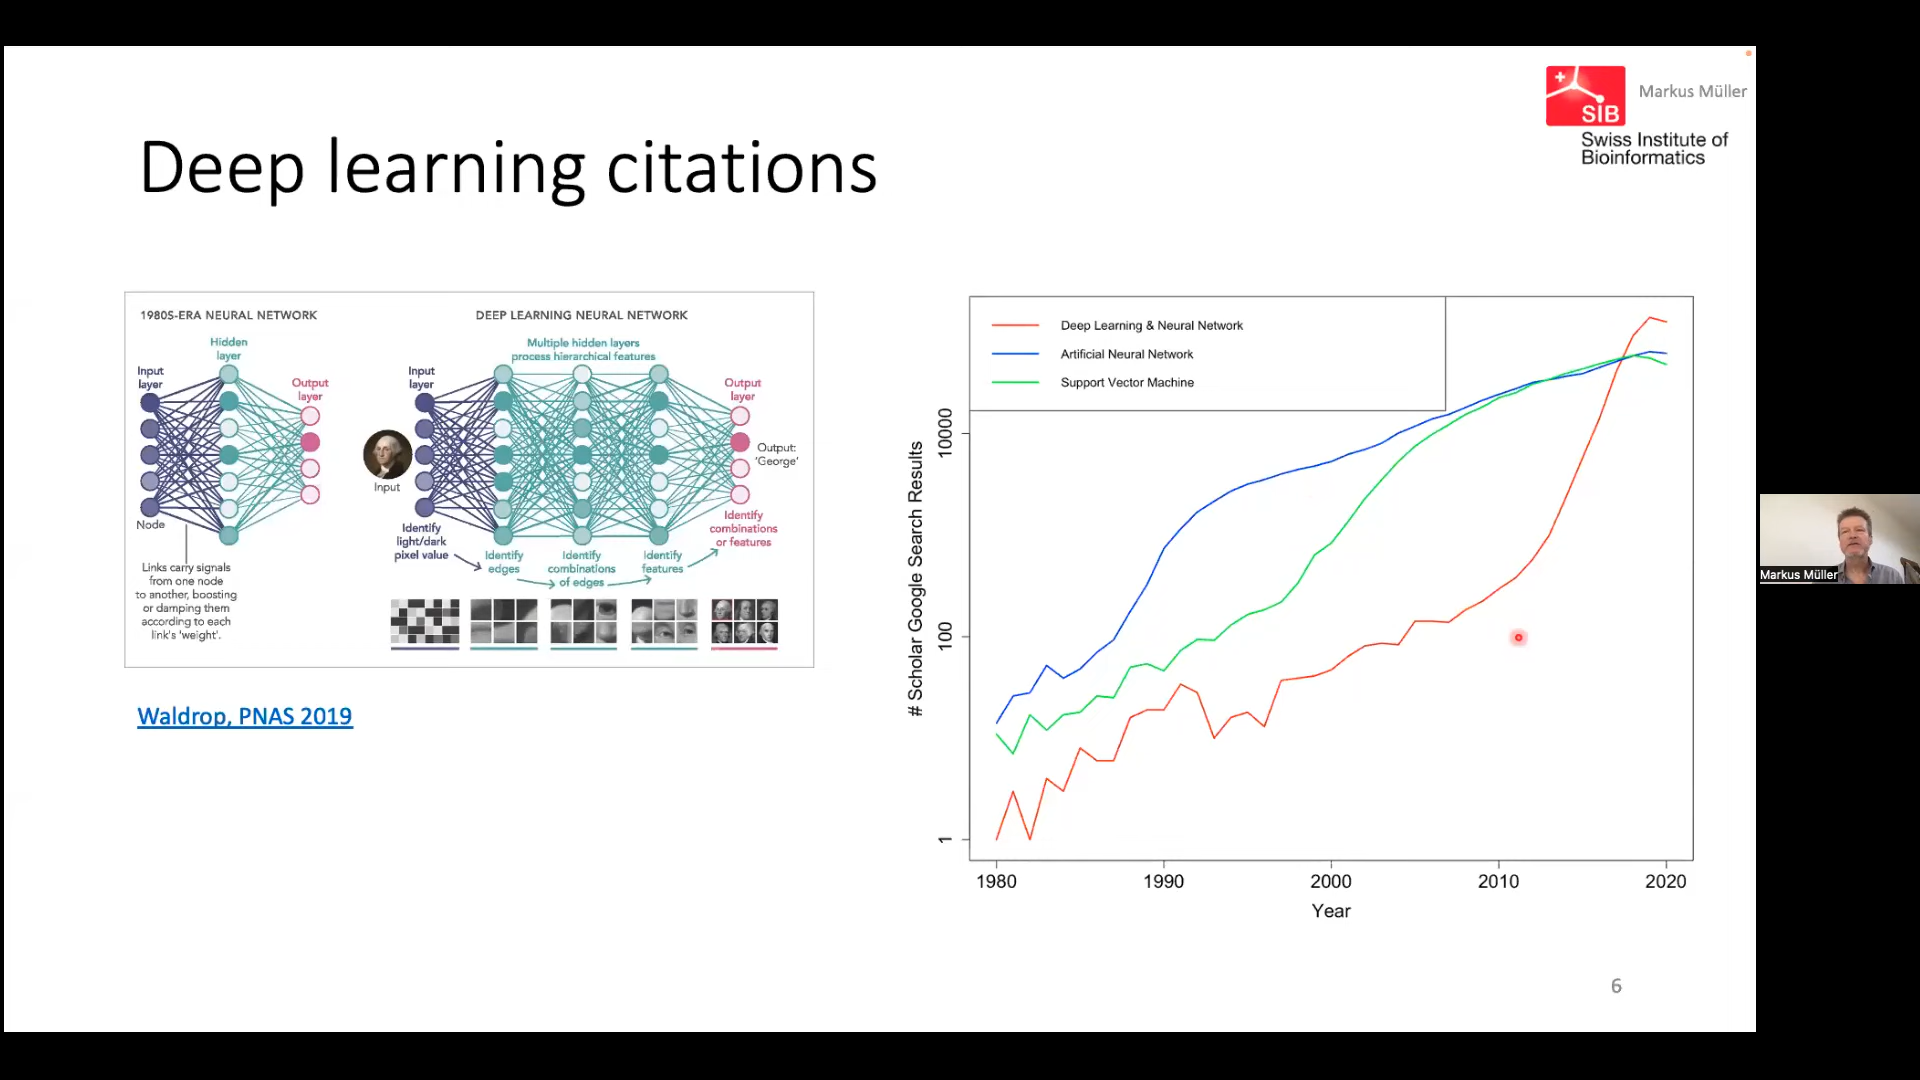 Markus Müller
SIB
Swiss Institute of
Bioinformatics
Deep learning citations
1980S-ERA NEURAL NETWORK
Hidden
layer
Input
layer
Output
layer
Node
Links carry signals
from one node
to another, boosting
or damping them
according to each
link's 'weight'.
DEEP LEARNING NEURAL NETWORK
Multiple hidden layers
process hierarchical features
Input
layer
Output
layer
Input
Output:
'George'
Identify
light/dark
pixel value
Identify
edges
Identify
combinations
of edges
Identify
features
Identify
combinations
or features
Waldrop, PNAS 2019
Deep Learning & Neural Network
Artificial Neural Network
Support Vector Machine
# Scholar Google Search Results
10000
100
1
1980
1990
2000
2010
2020
Year
6
Markus Müller